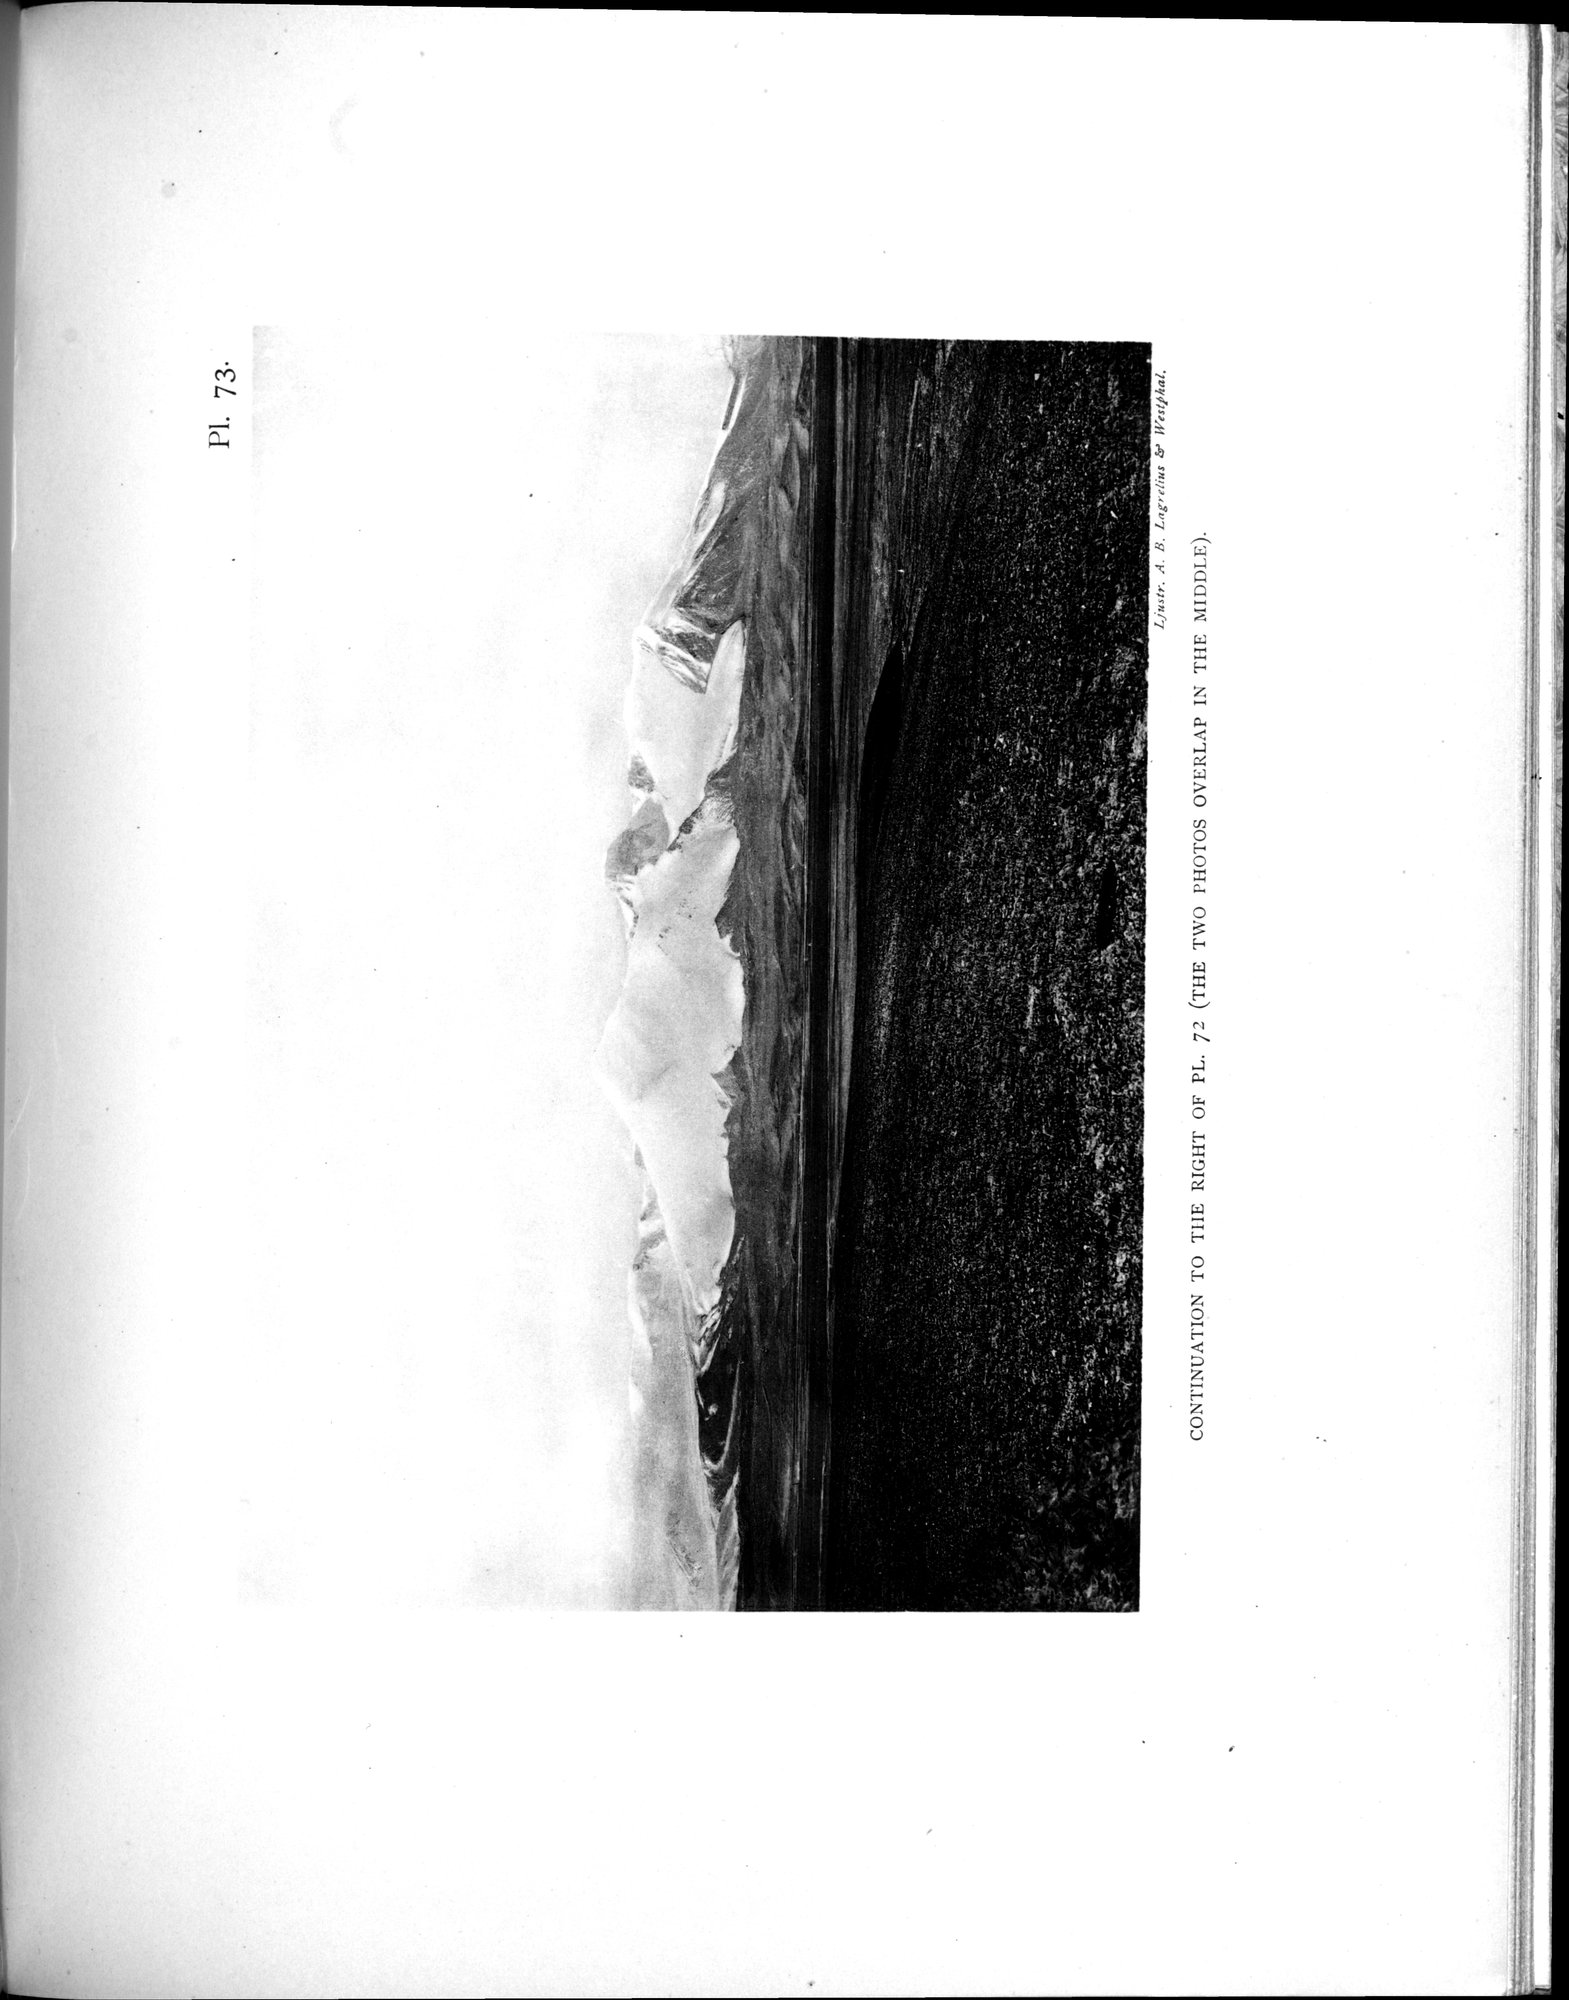 Pl. 73.
Ljustr. A. B. Lagrelius & Westphal.
CONTINUATION TO THE RIGHT OF PL. 72 (THE TWO PHOTOS OVERLAP IN THE MIDDLE).